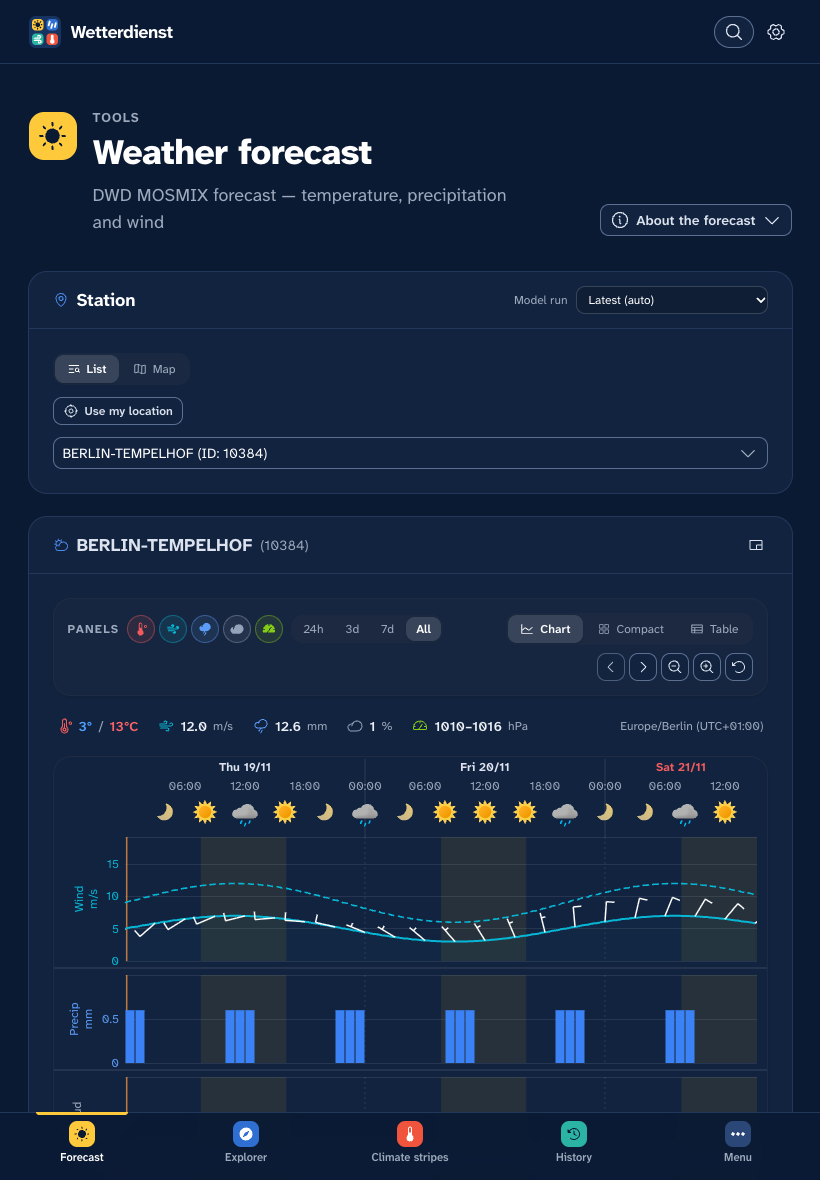 Wetterdienst
TOOLS
Weather forecast
DWD MOSMIX forecast — temperature, precipitation
and wind
About the forecast
Station
Model run
Latest (auto)
List
Map
Use my location
BERLIN-TEMPELHOF (ID: 10384)
BERLIN-TEMPELHOF (10384)
PANELS
24h 3d 7d All
Chart Compact Table
3° / 13°C 12.0 m/s 12.6 mm 1 % 1010–1016 hPa Europe/Berlin (UTC+01:00)
Thu 19/11 Fri 20/11 Sat 21/11
06:00 12:00 18:00 00:00 06:00 12:00 18:00 00:00 06:00 12:00
Wind
m/s
15
10
5
0
Precip
mm
0.5
0
ud
Forecast Explorer Climate stripes History Menu